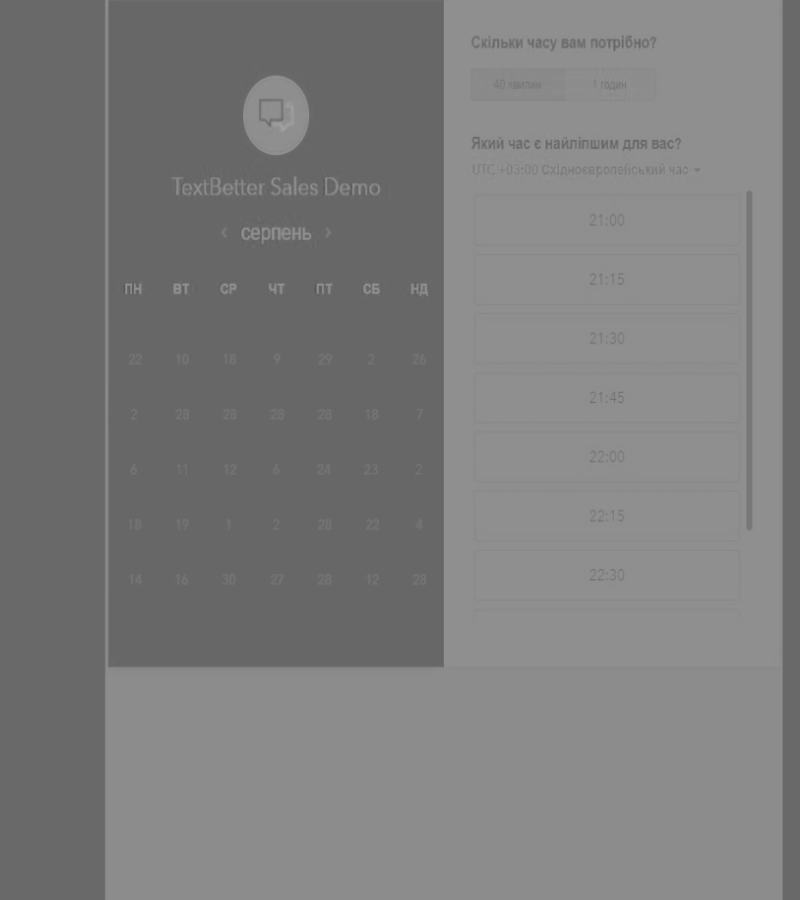 TextBetter Sales Demo
‹ серпень ›
ПН ВТ СР ЧТ ПТ СБ НД
22 10 18 9 29 2 26
2 28 28 28 28 18 7
6 11 12 6 24 23 2
18 19 1 2 28 22 4
14 16 30 27 28 12 28
Скільки часу вам потрібно?
40 хвилин 1 годин
Який час є найліпшим для вас?
UTC +03:00 Східноєвропейський час
21:00
21:15
21:30
21:45
22:00
22:15
22:30